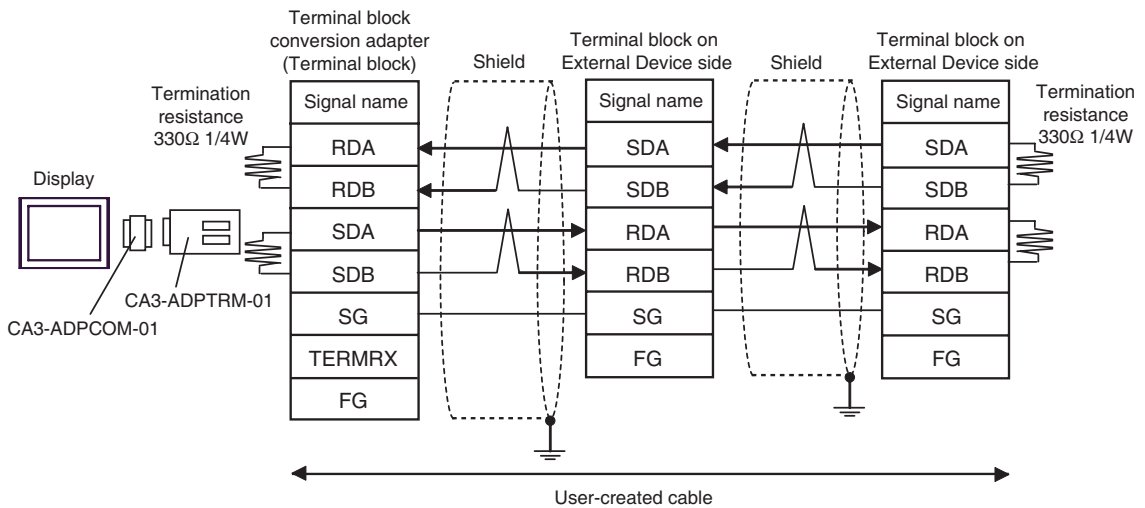 Terminal block
conversion adapter
(Terminal block)
Shield
Terminal block on
External Device side
Shield
Terminal block on
External Device side
Termination
resistance
330Ω 1/4W
Signal name
RDA
RDB
SDA
SDB
SG
TERMRX
FG
Signal name
SDA
SDB
RDA
RDB
SG
FG
Signal name
SDA
SDB
RDA
RDB
SG
FG
Termination
resistance
330Ω 1/4W
Display
CA3-ADPTRM-01
CA3-ADPCOM-01
User-created cable